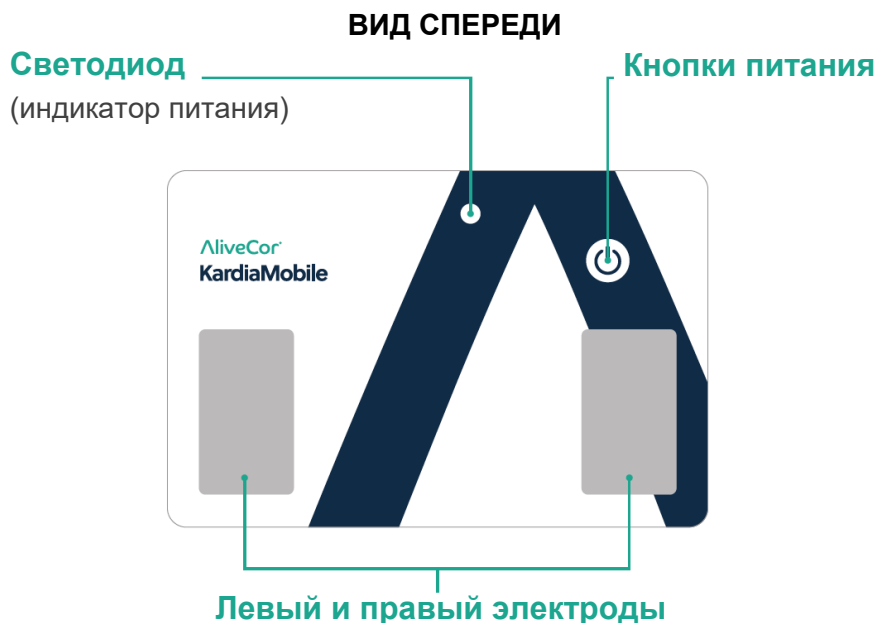 ВИД СПЕРЕДИ
Светодиод
(индикатор питания)
Кнопки питания
AliveCor
KardiaMobile
Левый и правый электроды